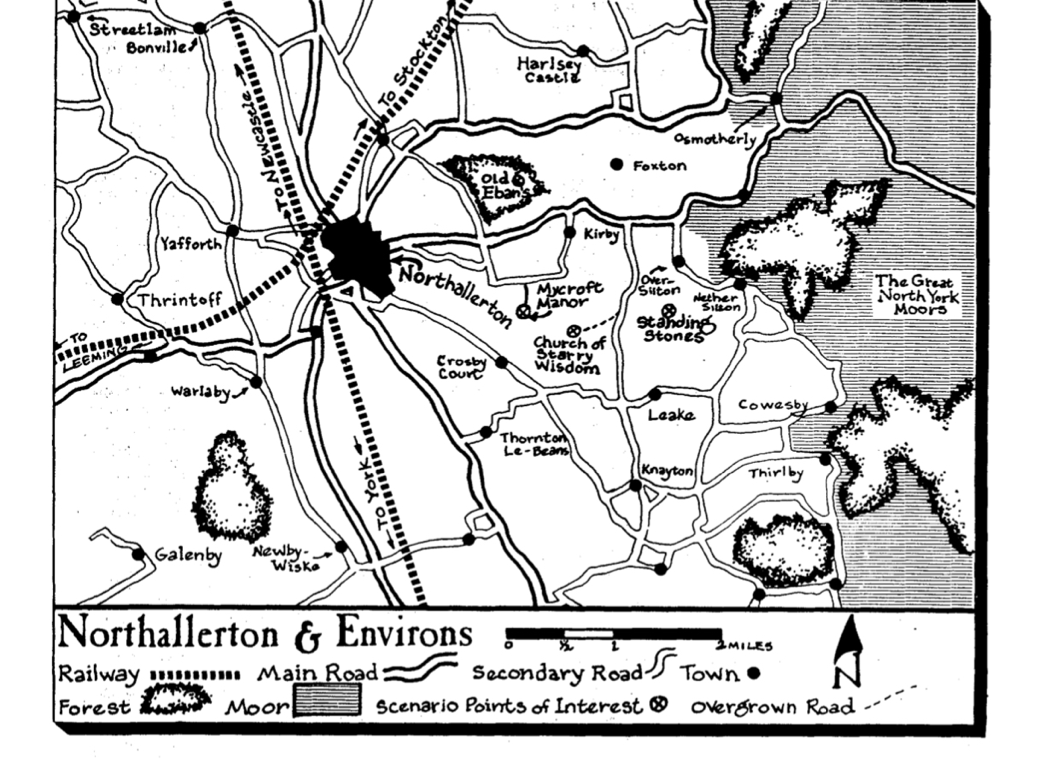 Streetlam
Bonville
To Stockton
Harlsey
Castle
To Newcastle
Osmotherly
Old
Eban's
Foxton
Yafforth
Kirby
Northallerton
Thrintoff
Mycroft
Manor
Over-
Silton
Nether
Silton
The Great
North York
Moors
Standing
Stones
TO
LEEMING
Church of
Starry
Wisdom
Crosby
Court
Warlaby
Leake
Cowesby
Thornton
Le-Beans
Knayton
Thirlby
TO YORK
Galenby
Newby-
Wiske
Northallerton & Environs
0 ½ 1 2 MILES
Railway Main Road Secondary Road Town
N
Forest Moor Scenario Points of Interest Overgrown Road